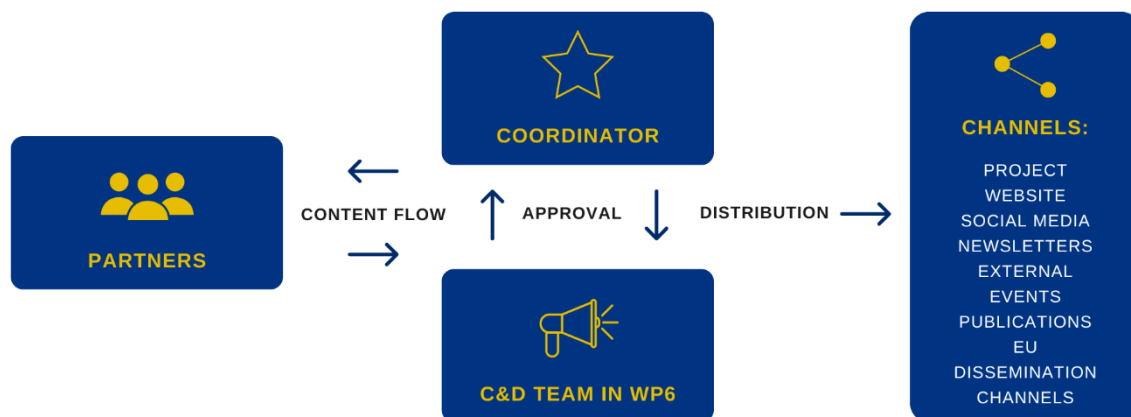 COORDINATOR
PARTNERS
CONTENT FLOW
APPROVAL
DISTRIBUTION
C&D TEAM IN WP6
CHANNELS:
PROJECT
WEBSITE
SOCIAL MEDIA
NEWSLETTERS
EXTERNAL
EVENTS
PUBLICATIONS
EU
DISSEMINATION
CHANNELS